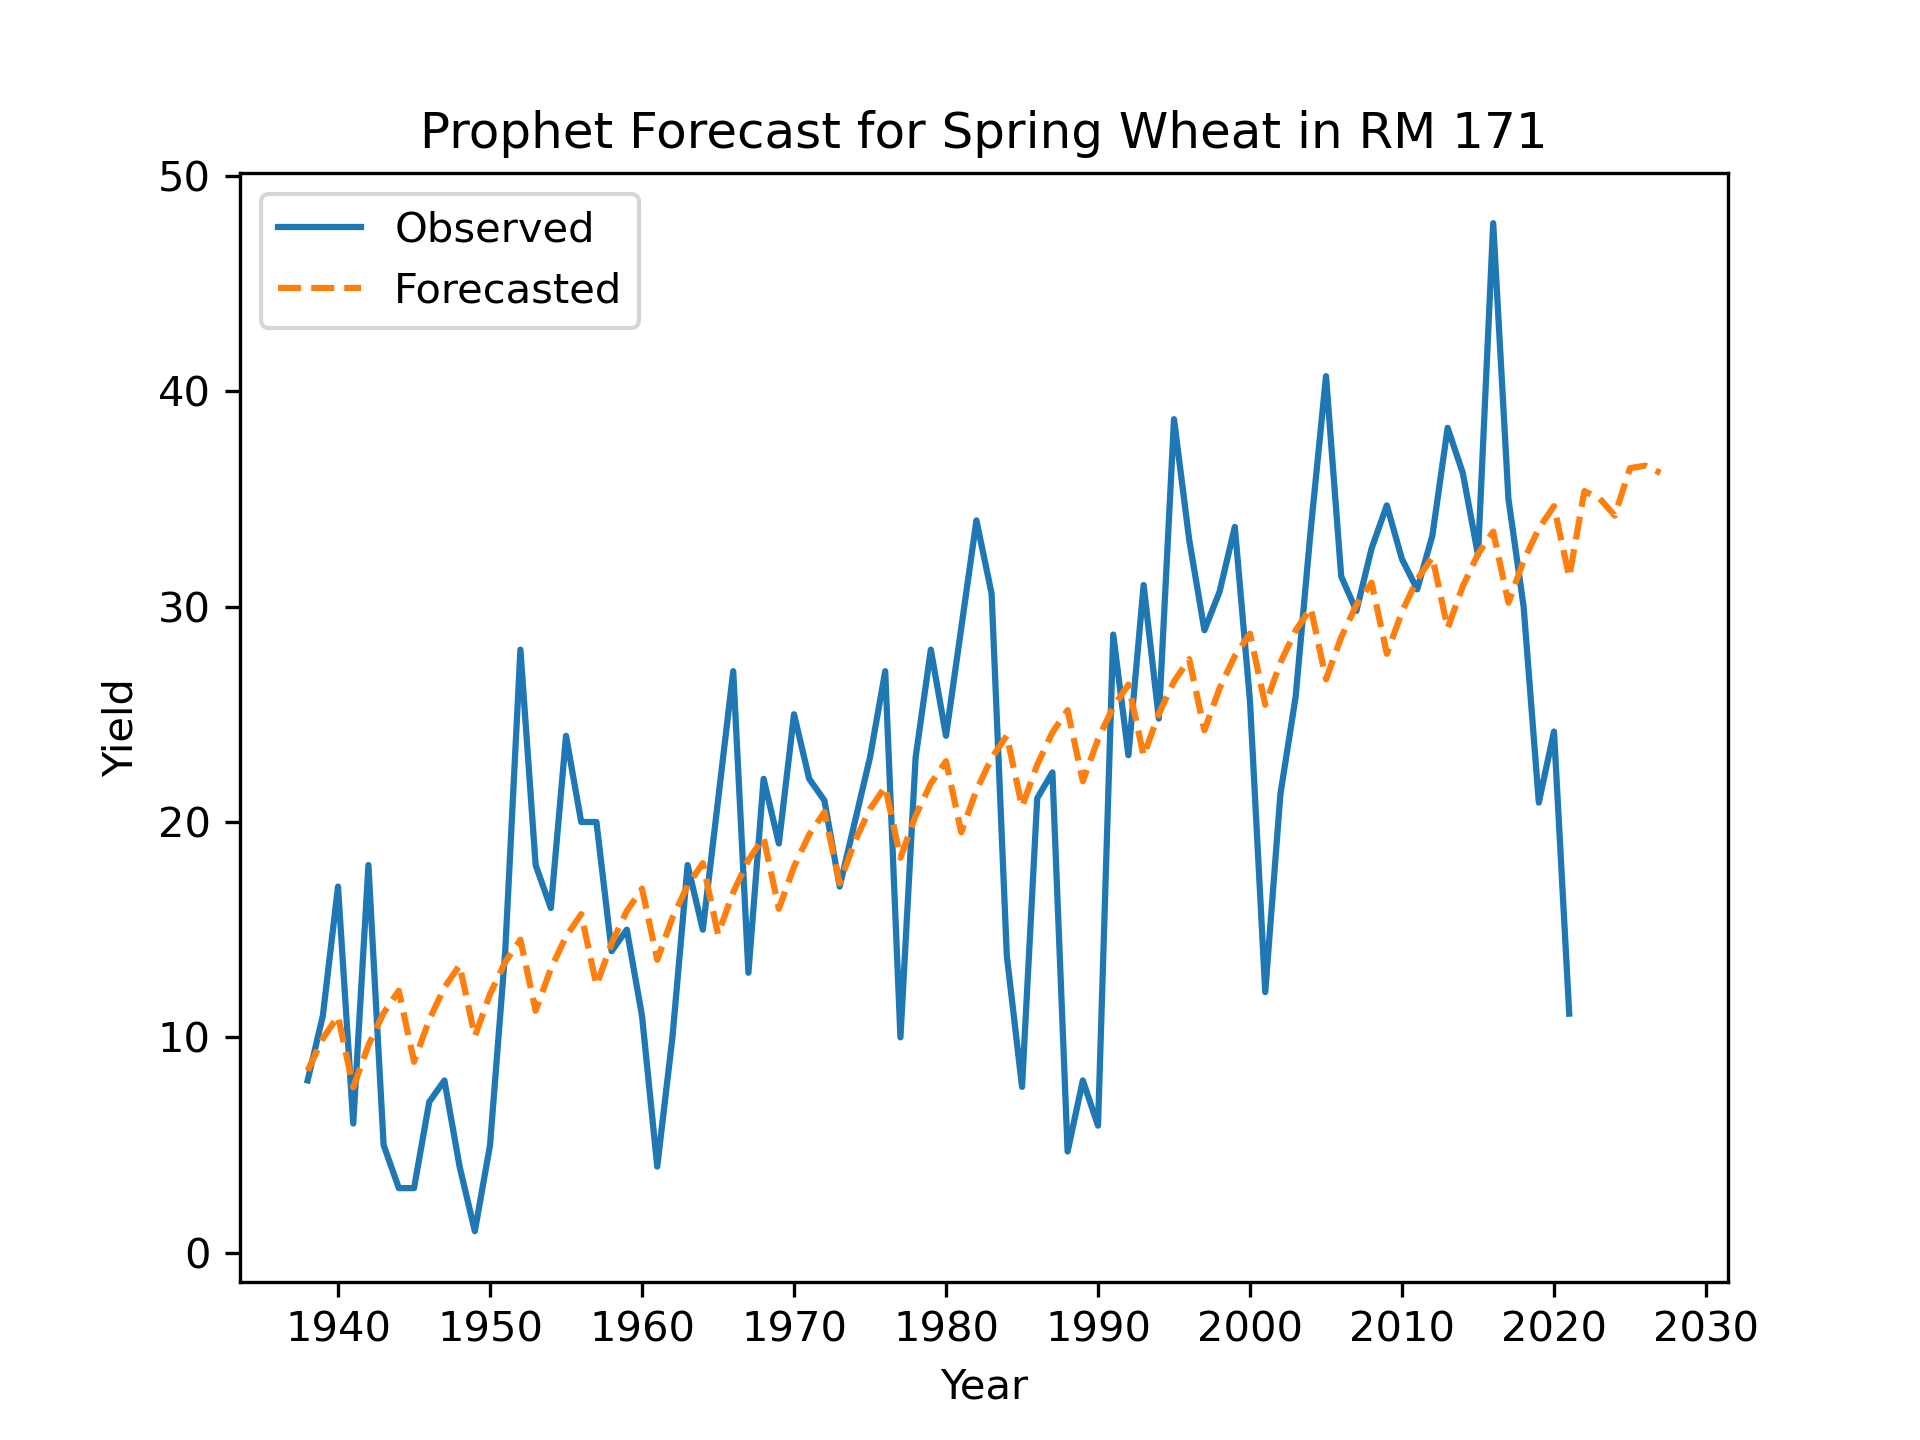 Prophet Forecast for Spring Wheat in RM 171
50
40
30
20
10
0
Yield
Observed
Forecasted
1940 1950 1960 1970 1980 1990 2000 2010 2020 2030
Year